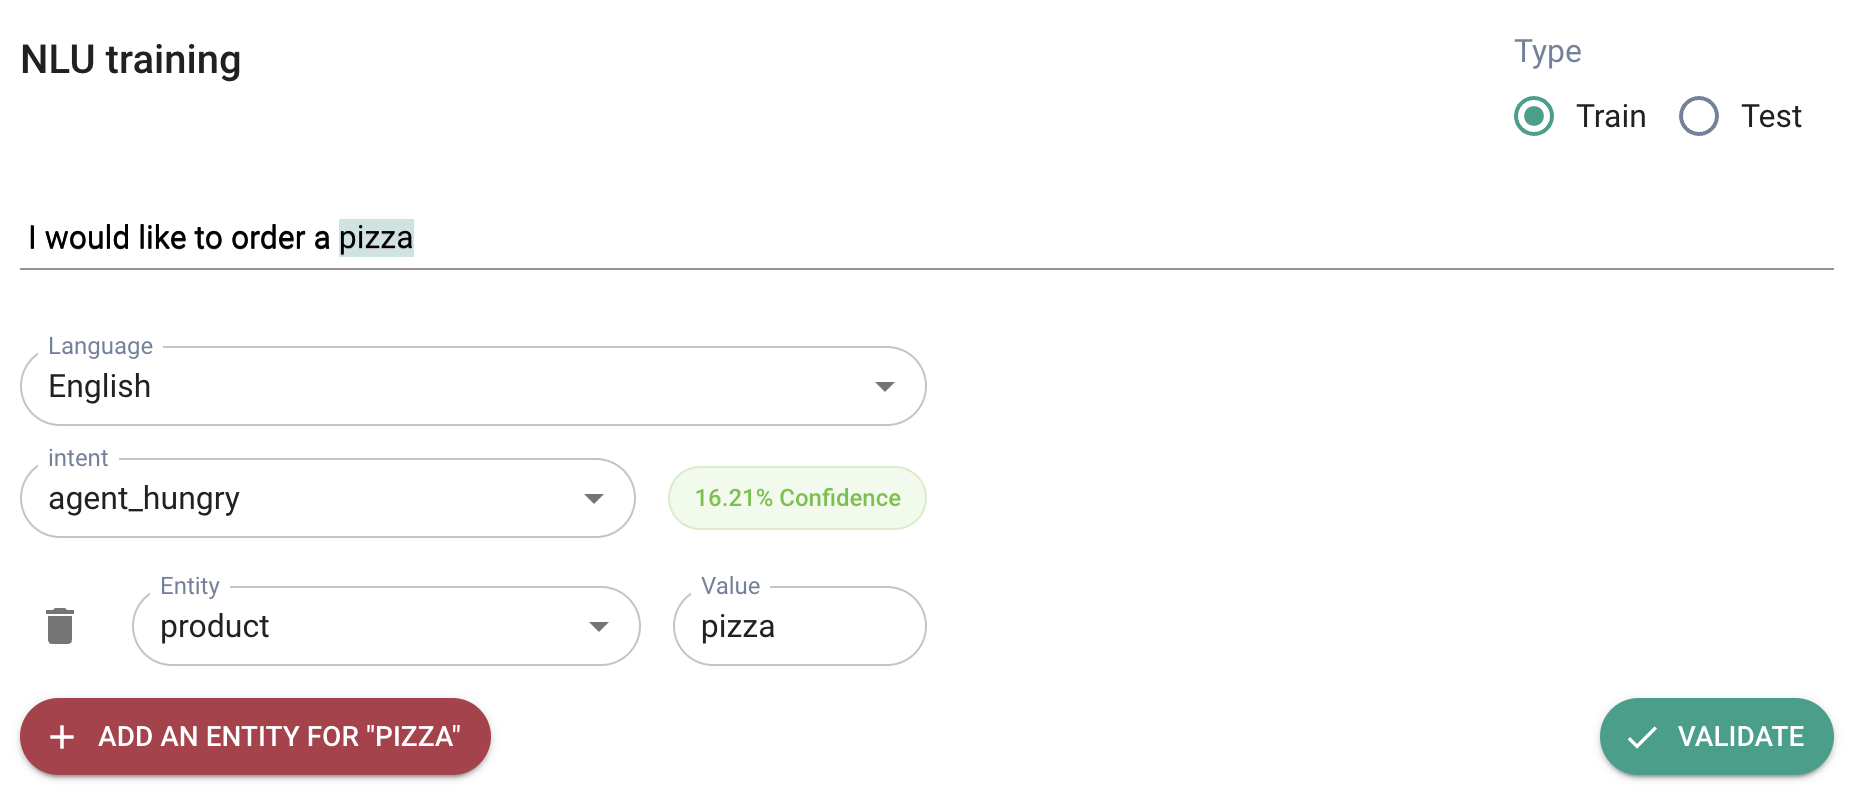 NLU training
Type
Train Test
I would like to order a pizza
Language
English
intent
agent_hungry
16.21% Confidence
Entity
product
Value
pizza
ADD AN ENTITY FOR "PIZZA"
VALIDATE